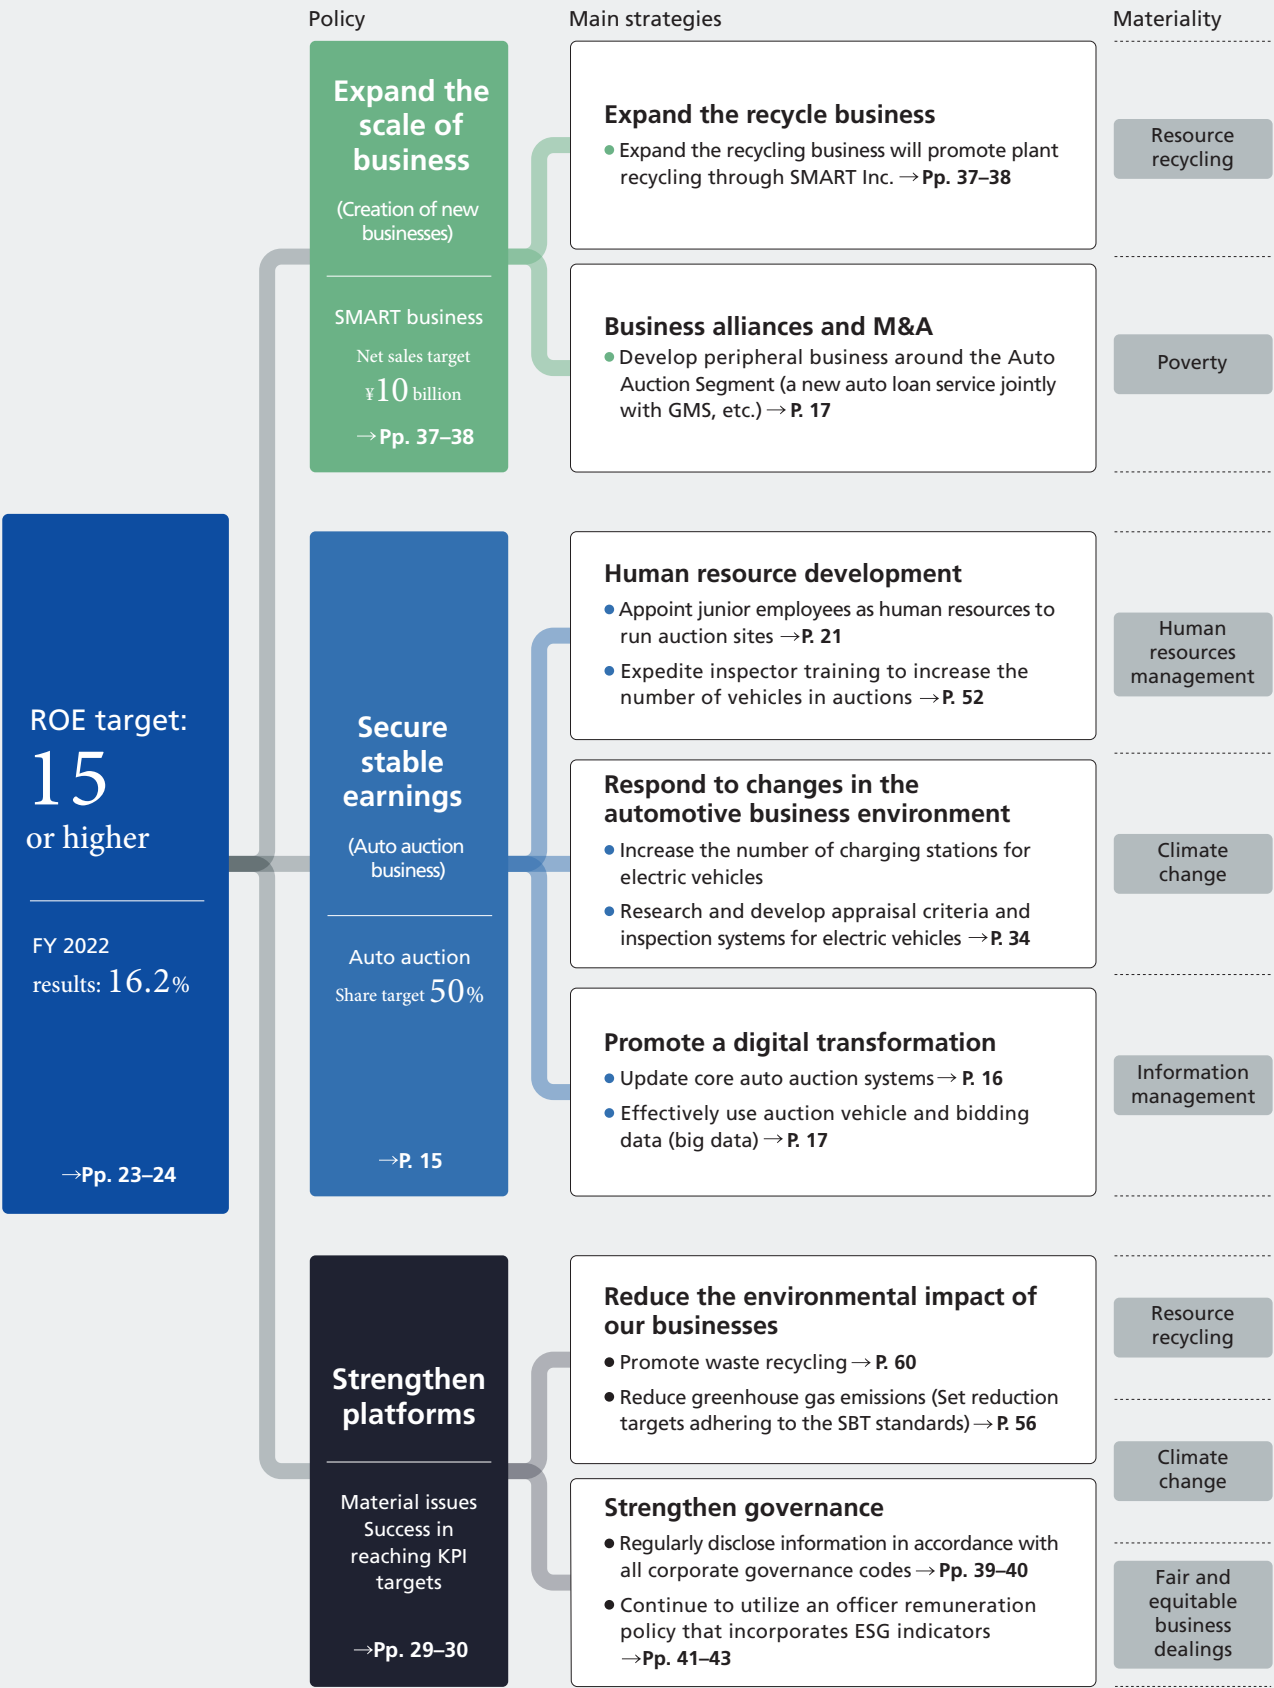 Policy
Main strategies
Materiality
ROE target:
15
or higher
FY 2022
results: 16.2%
→Pp. 23–24
Expand the
scale of
business
(Creation of new
businesses)
SMART business
Net sales target
¥10 billion
→Pp. 37–38
Expand the recycle business
● Expand the recycling business will promote plant
recycling through SMART Inc. →Pp. 37–38
Resource
recycling
Business alliances and M&A
● Develop peripheral business around the Auto
Auction Segment (a new auto loan service jointly
with GMS, etc.) → P. 17
Poverty
Secure
stable
earnings
(Auto auction
business)
Auto auction
Share target 50%
→P. 15
Human resource development
● Appoint junior employees as human resources to
run auction sites →P. 21
● Expedite inspector training to increase the
number of vehicles in auctions →P. 52
Human
resources
management
Respond to changes in the
automotive business environment
● Increase the number of charging stations for
electric vehicles
● Research and develop appraisal criteria and
inspection systems for electric vehicles →P. 34
Climate
change
Promote a digital transformation
● Update core auto auction systems→ P. 16
● Effectively use auction vehicle and bidding
data (big data) → P. 17
Information
management
Strengthen
platforms
Material issues
Success in
reaching KPI
targets
→Pp. 29–30
Reduce the environmental impact of
our businesses
● Promote waste recycling → P. 60
● Reduce greenhouse gas emissions (Set reduction
targets adhering to the SBT standards) → P. 56
Resource
recycling
Climate
change
Strengthen governance
● Regularly disclose information in accordance with
all corporate governance codes → Pp. 39–40
● Continue to utilize an officer remuneration
policy that incorporates ESG indicators
→Pp. 41–43
Fair and
equitable
business
dealings